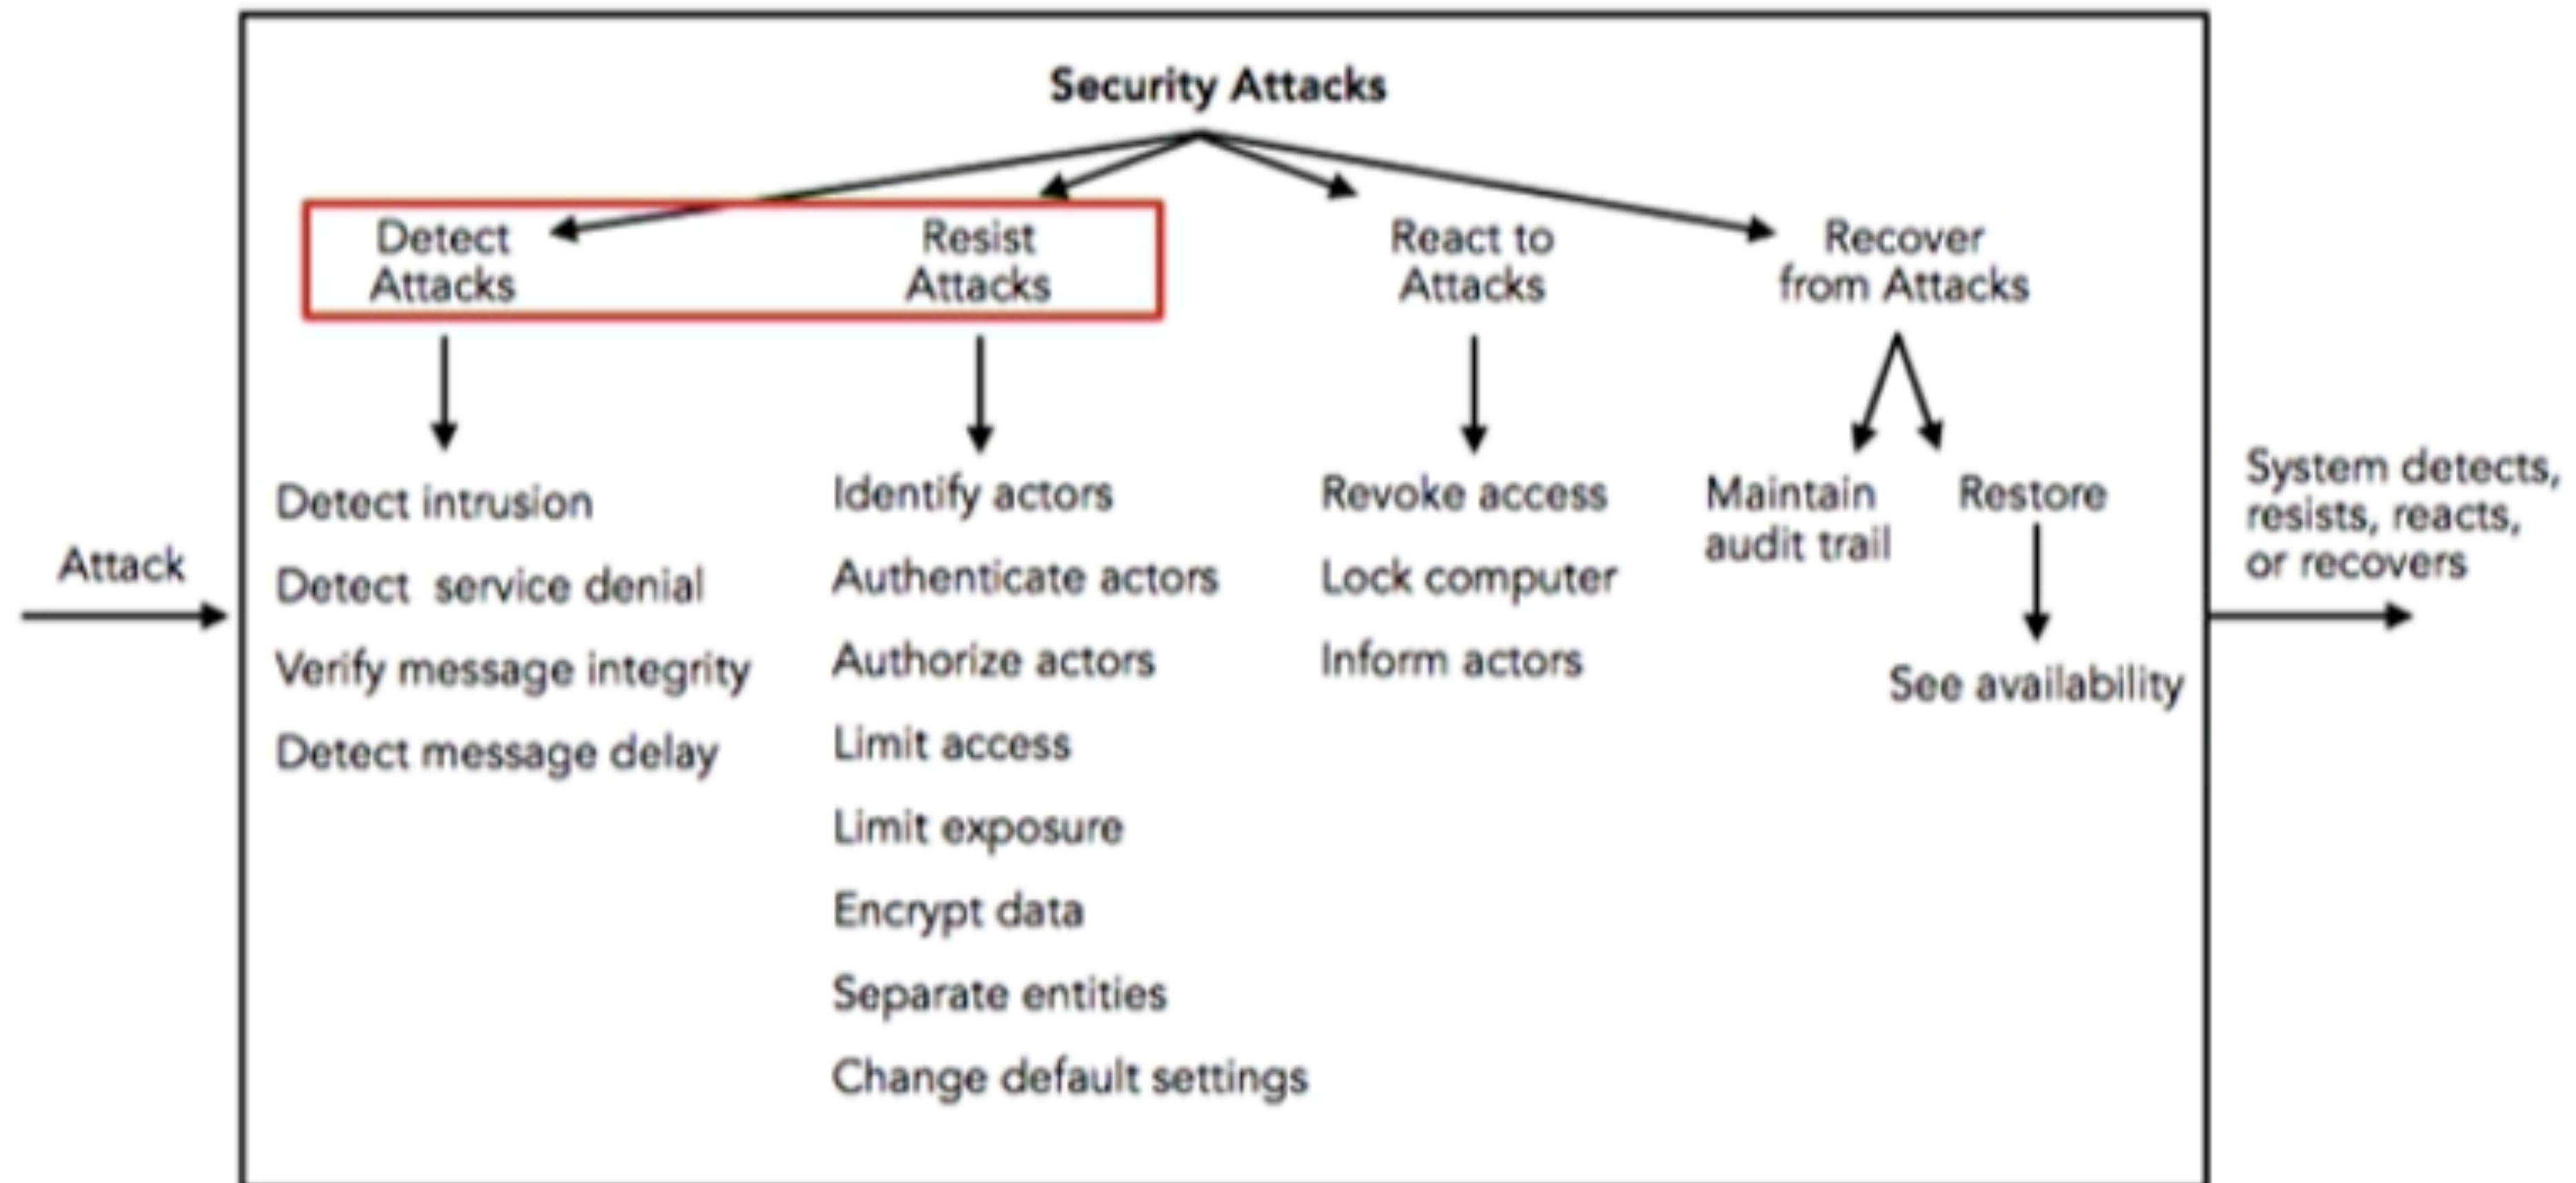 Security Attacks
Detect
Attacks
Resist
Attacks
React to
Attacks
Recover
from Attacks
Attack
Detect intrusion
Detect service denial
Verify message integrity
Detect message delay
Identify actors
Authenticate actors
Authorize actors
Limit access
Limit exposure
Encrypt data
Separate entities
Change default settings
Revoke access
Lock computer
Inform actors
Maintain
audit trail
Restore
See availability
System detects,
resists, reacts,
or recovers